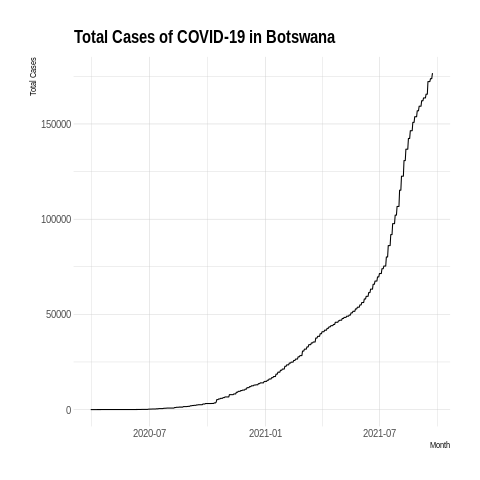 Total Cases of COVID-19 in Botswana
Total Cases
150000
100000
50000
0
2020-07
2021-01
2021-07
Month